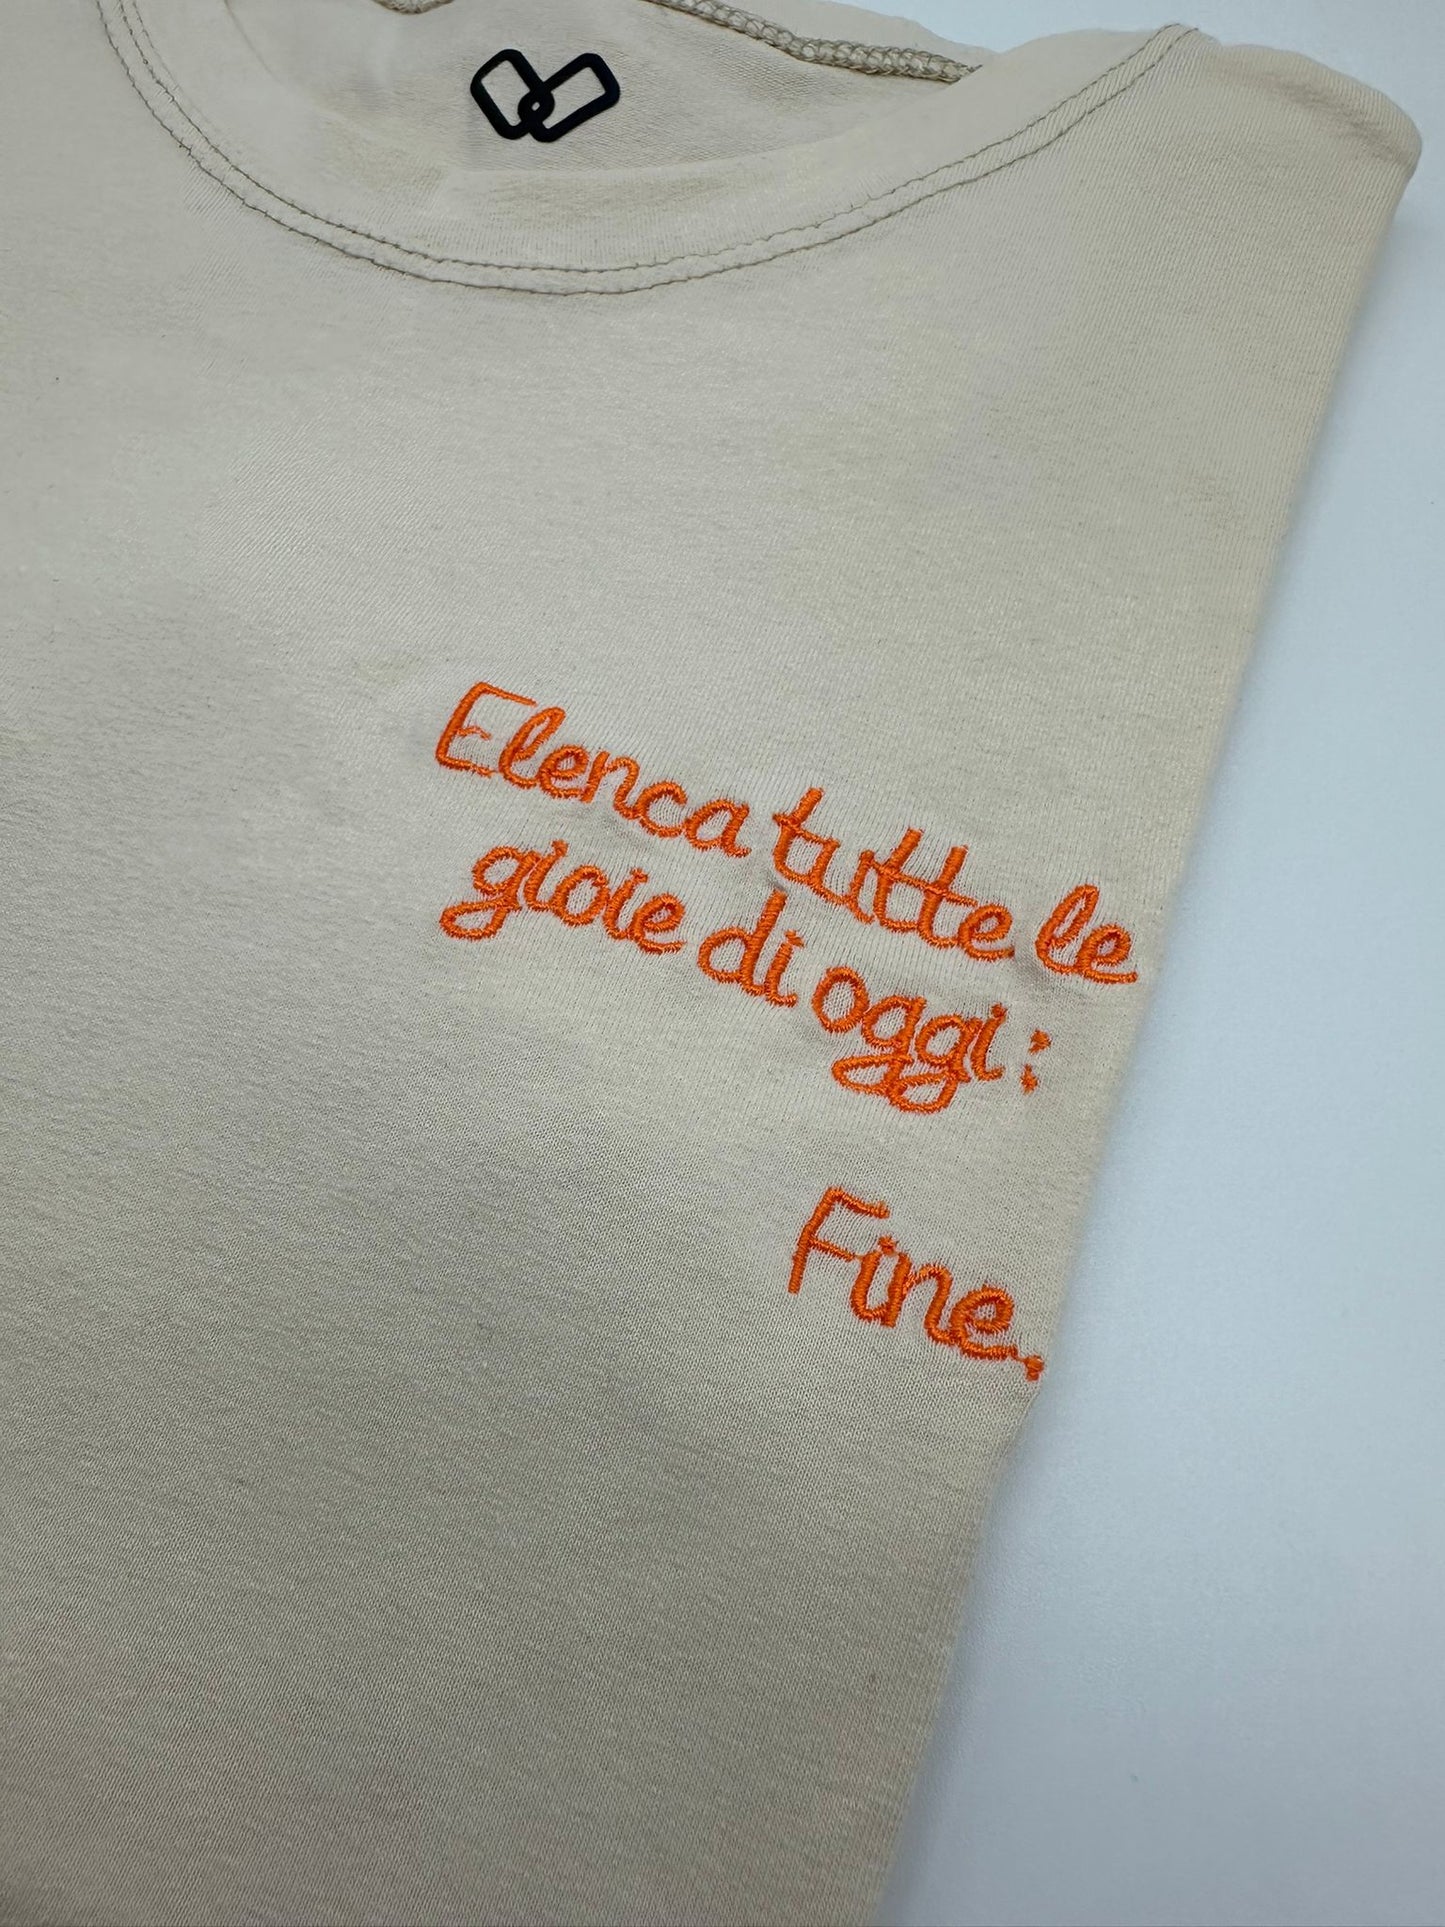 Elenca tutte le
gioie di oggi :
Fine.